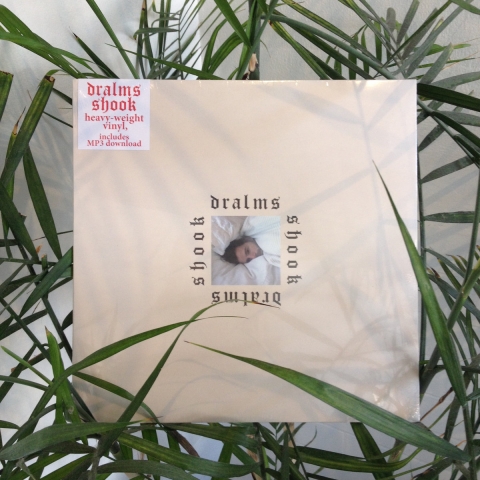 dralms
shook
heavy-weight
vinyl,
includes
MP3 download
dralms
shook
shook
dralms